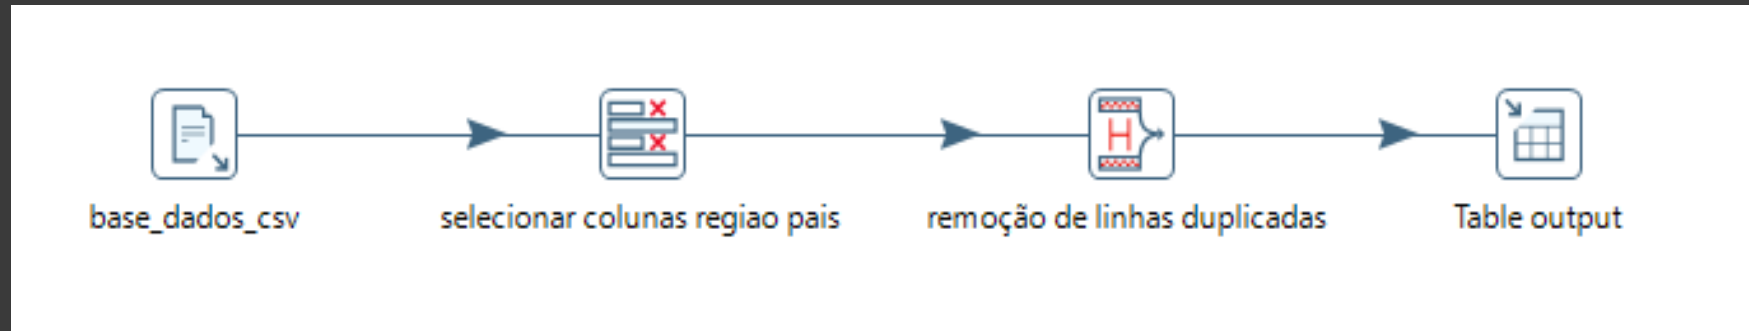 base_dados_csv
selecionar colunas regiao pais
remoção de linhas duplicadas
Table output